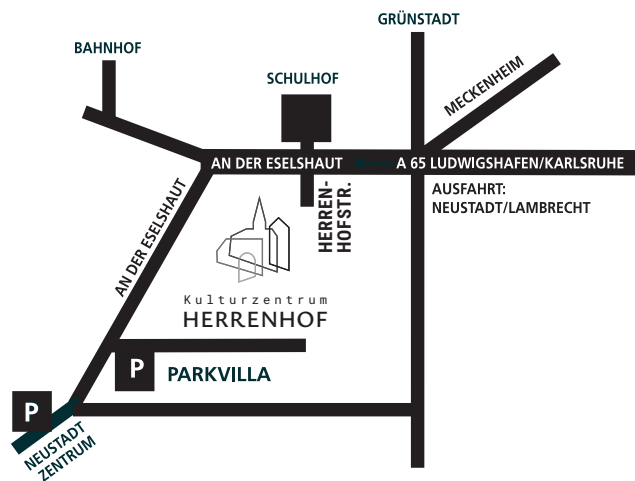 GRÜNSTADT
BAHNHOF
SCHULHOF
MECKENHEIM
AN DER ESELSHAUT
A 65 LUDWIGSHAFEN/KARLSRUHE
AUSFAHRT:
NEUSTADT/LAMBRECHT
HERREN-
HOFSTR.
AN DER ESELSHAUT
Kulturzentrum
HERRENHOF
P
PARKVILLA
P
NEUSTADT
ZENTRUM